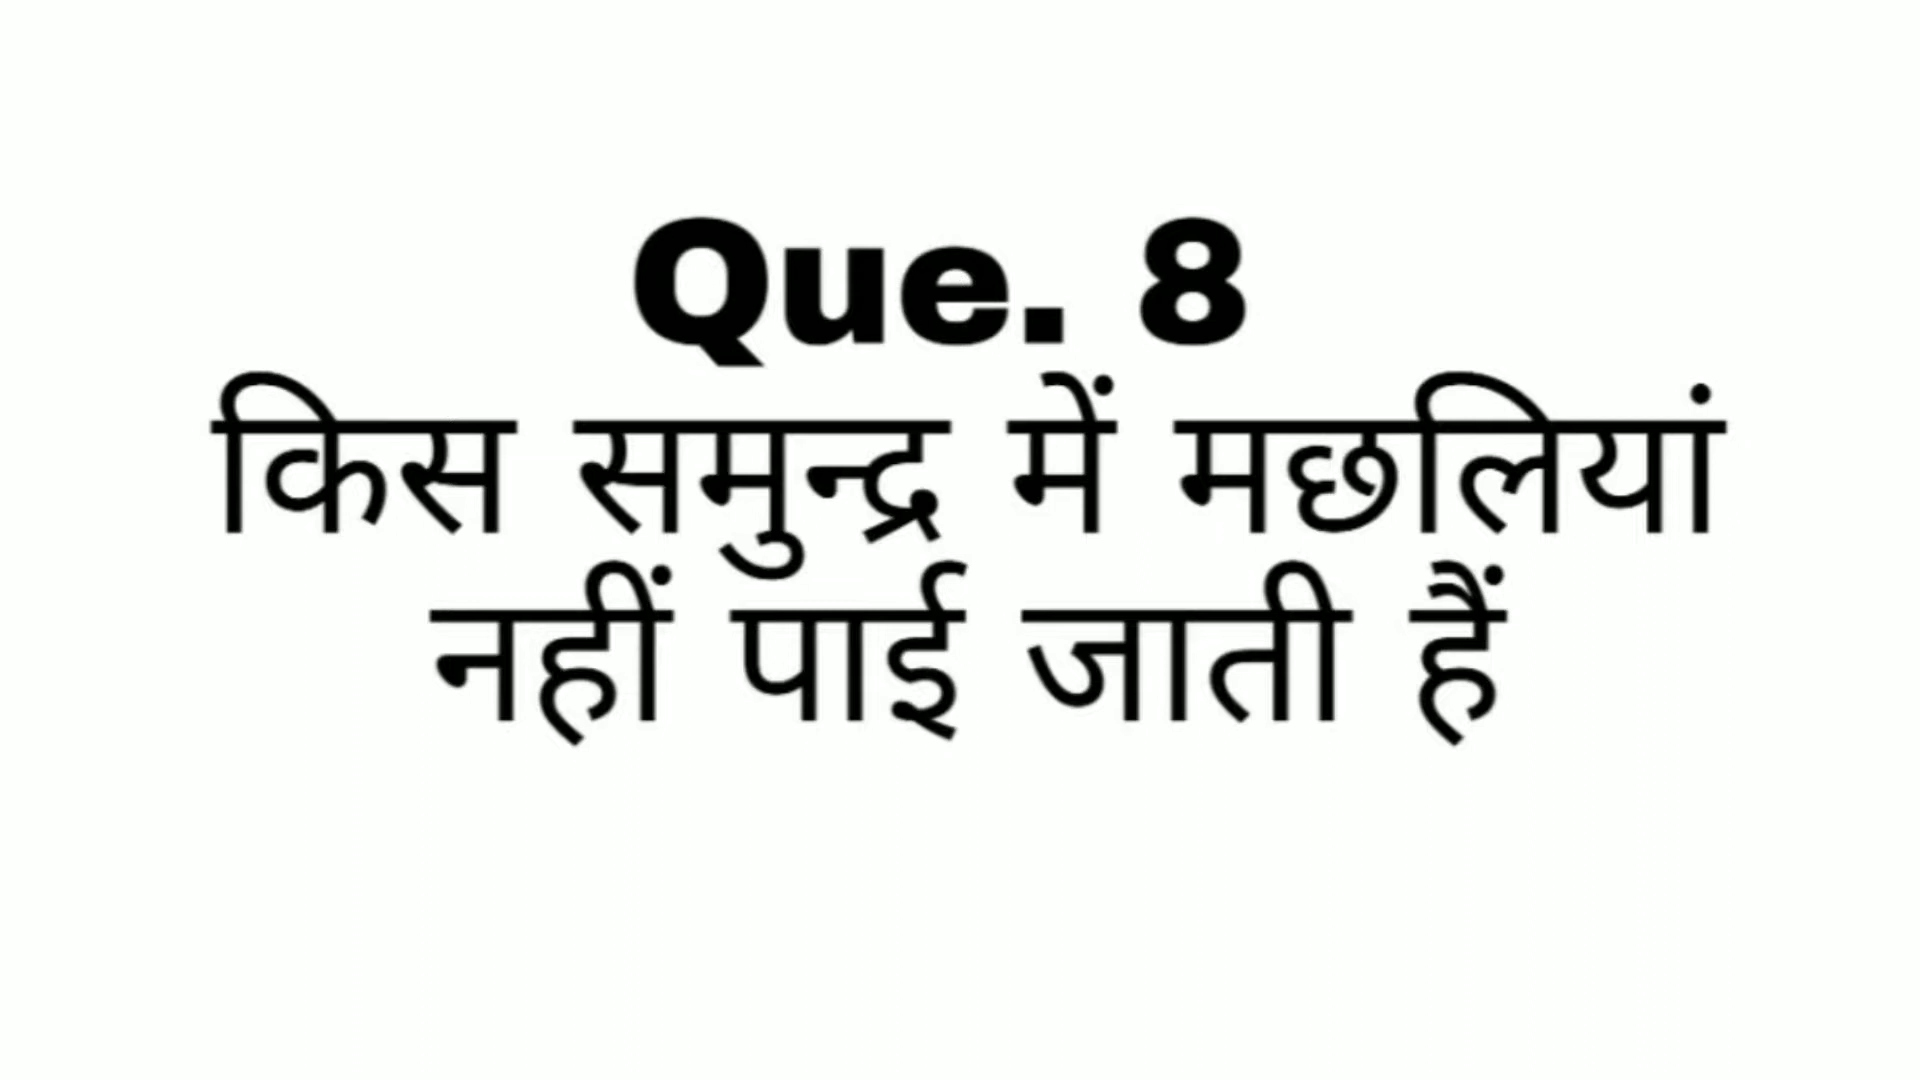 Que. 8
किस समुन्द्र में मछलियां
नहीं पाई जाती हैं